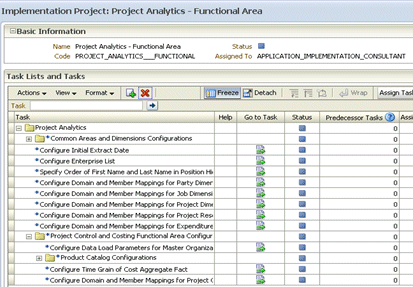 Implementation Project: Project Analytics - Functional Area
Basic Information
Name Project Analytics - Functional Area Status
Code PROJECT_ANALYTICS___FUNCTIONAL Assigned To APPLICATION_IMPLEMENTATION_CONSULTANT
Task Lists and Tasks
Actions View Format Freeze Detach Wrap Assign Task
Task
Task Help Go to Task Status Predecessor Tasks
Project Analytics 0
*Common Areas and Dimensions Configurations 0
*Configure Initial Extract Date 0
*Configure Enterprise List 0
*Specify Order of First Name and Last Name in Position Hi 0
*Configure Domain and Member Mappings for Party Dimen 0
*Configure Domain and Member Mappings for Job Dimensi 0
*Configure Domain and Member Mappings for Project Dime 0
*Configure Domain and Member Mappings for Project Reso 0
*Configure Domain and Member Mappings for Expenditure 0
*Project Control and Costing Functional Area Configur 0
*Configure Data Load Parameters for Master Organiza 0
*Product Catalog Configurations 0
*Configure Time Grain of Cost Aggregate Fact 0
*Configure Domain and Member Mappings for Project 0